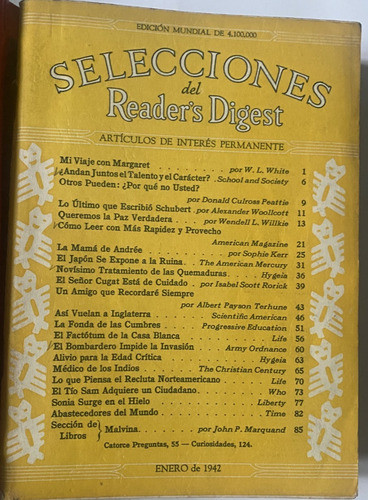 EDICIÓN MUNDIAL DE 4,100,000
SELECCIONES
del
Reader's Digest
ARTÍCULOS DE INTERÉS PERMANENTE
Mi Viaje con Margaret . . . . . . . . por W. L. White 1
¿Andan Juntos el Talento y el Carácter? . School and Society 6
Otros Pueden: ¿Por qué no Usted?
por Donald Culross Peattie 9
Lo Último que Escribió Schubert . por Alexander Woollcott 11
Queremos la Paz Verdadera . . . por Wendell L. Willkie 13
Cómo Leer con Más Rapidez y Provecho
American Magazine 21
La Mamá de Andrée . . . . . . . . por Sophie Kerr 25
El Japón Se Expone a la Ruina . . The American Mercury 31
Novísimo Tratamiento de las Quemaduras . . Hygeia 36
El Señor Cugat Está de Cuidado . por Isabel Scott Rorick 39
Un Amigo que Recordaré Siempre
por Albert Payson Terhune 43
Así Vuelan a Inglaterra . . . . . Scientific American 46
La Fonda de las Cumbres . . . . Progressive Education 51
El Factótum de la Casa Blanca . . . . . . . Life 56
El Bombardero Impide la Invasión . . Army Ordnance 60
Alivio para la Edad Crítica . . . . . . . . Hygeia 63
Médico de los Indios . . . . . The Christian Century 65
Lo que Piensa el Recluta Norteamericano . . . Life 70
El Tío Sam Adquiere un Ciudadano . . . . . Who 73
Sonia Surge en el Hielo . . . . . . . . . Liberty 77
Abastecedores del Mundo . . . . . . . . . Time 82
Sección de Libros } Malvina . . . . por John P. Marquand 85
Catorce Preguntas, 55 — Curiosidades, 124.
ENERO de 1942